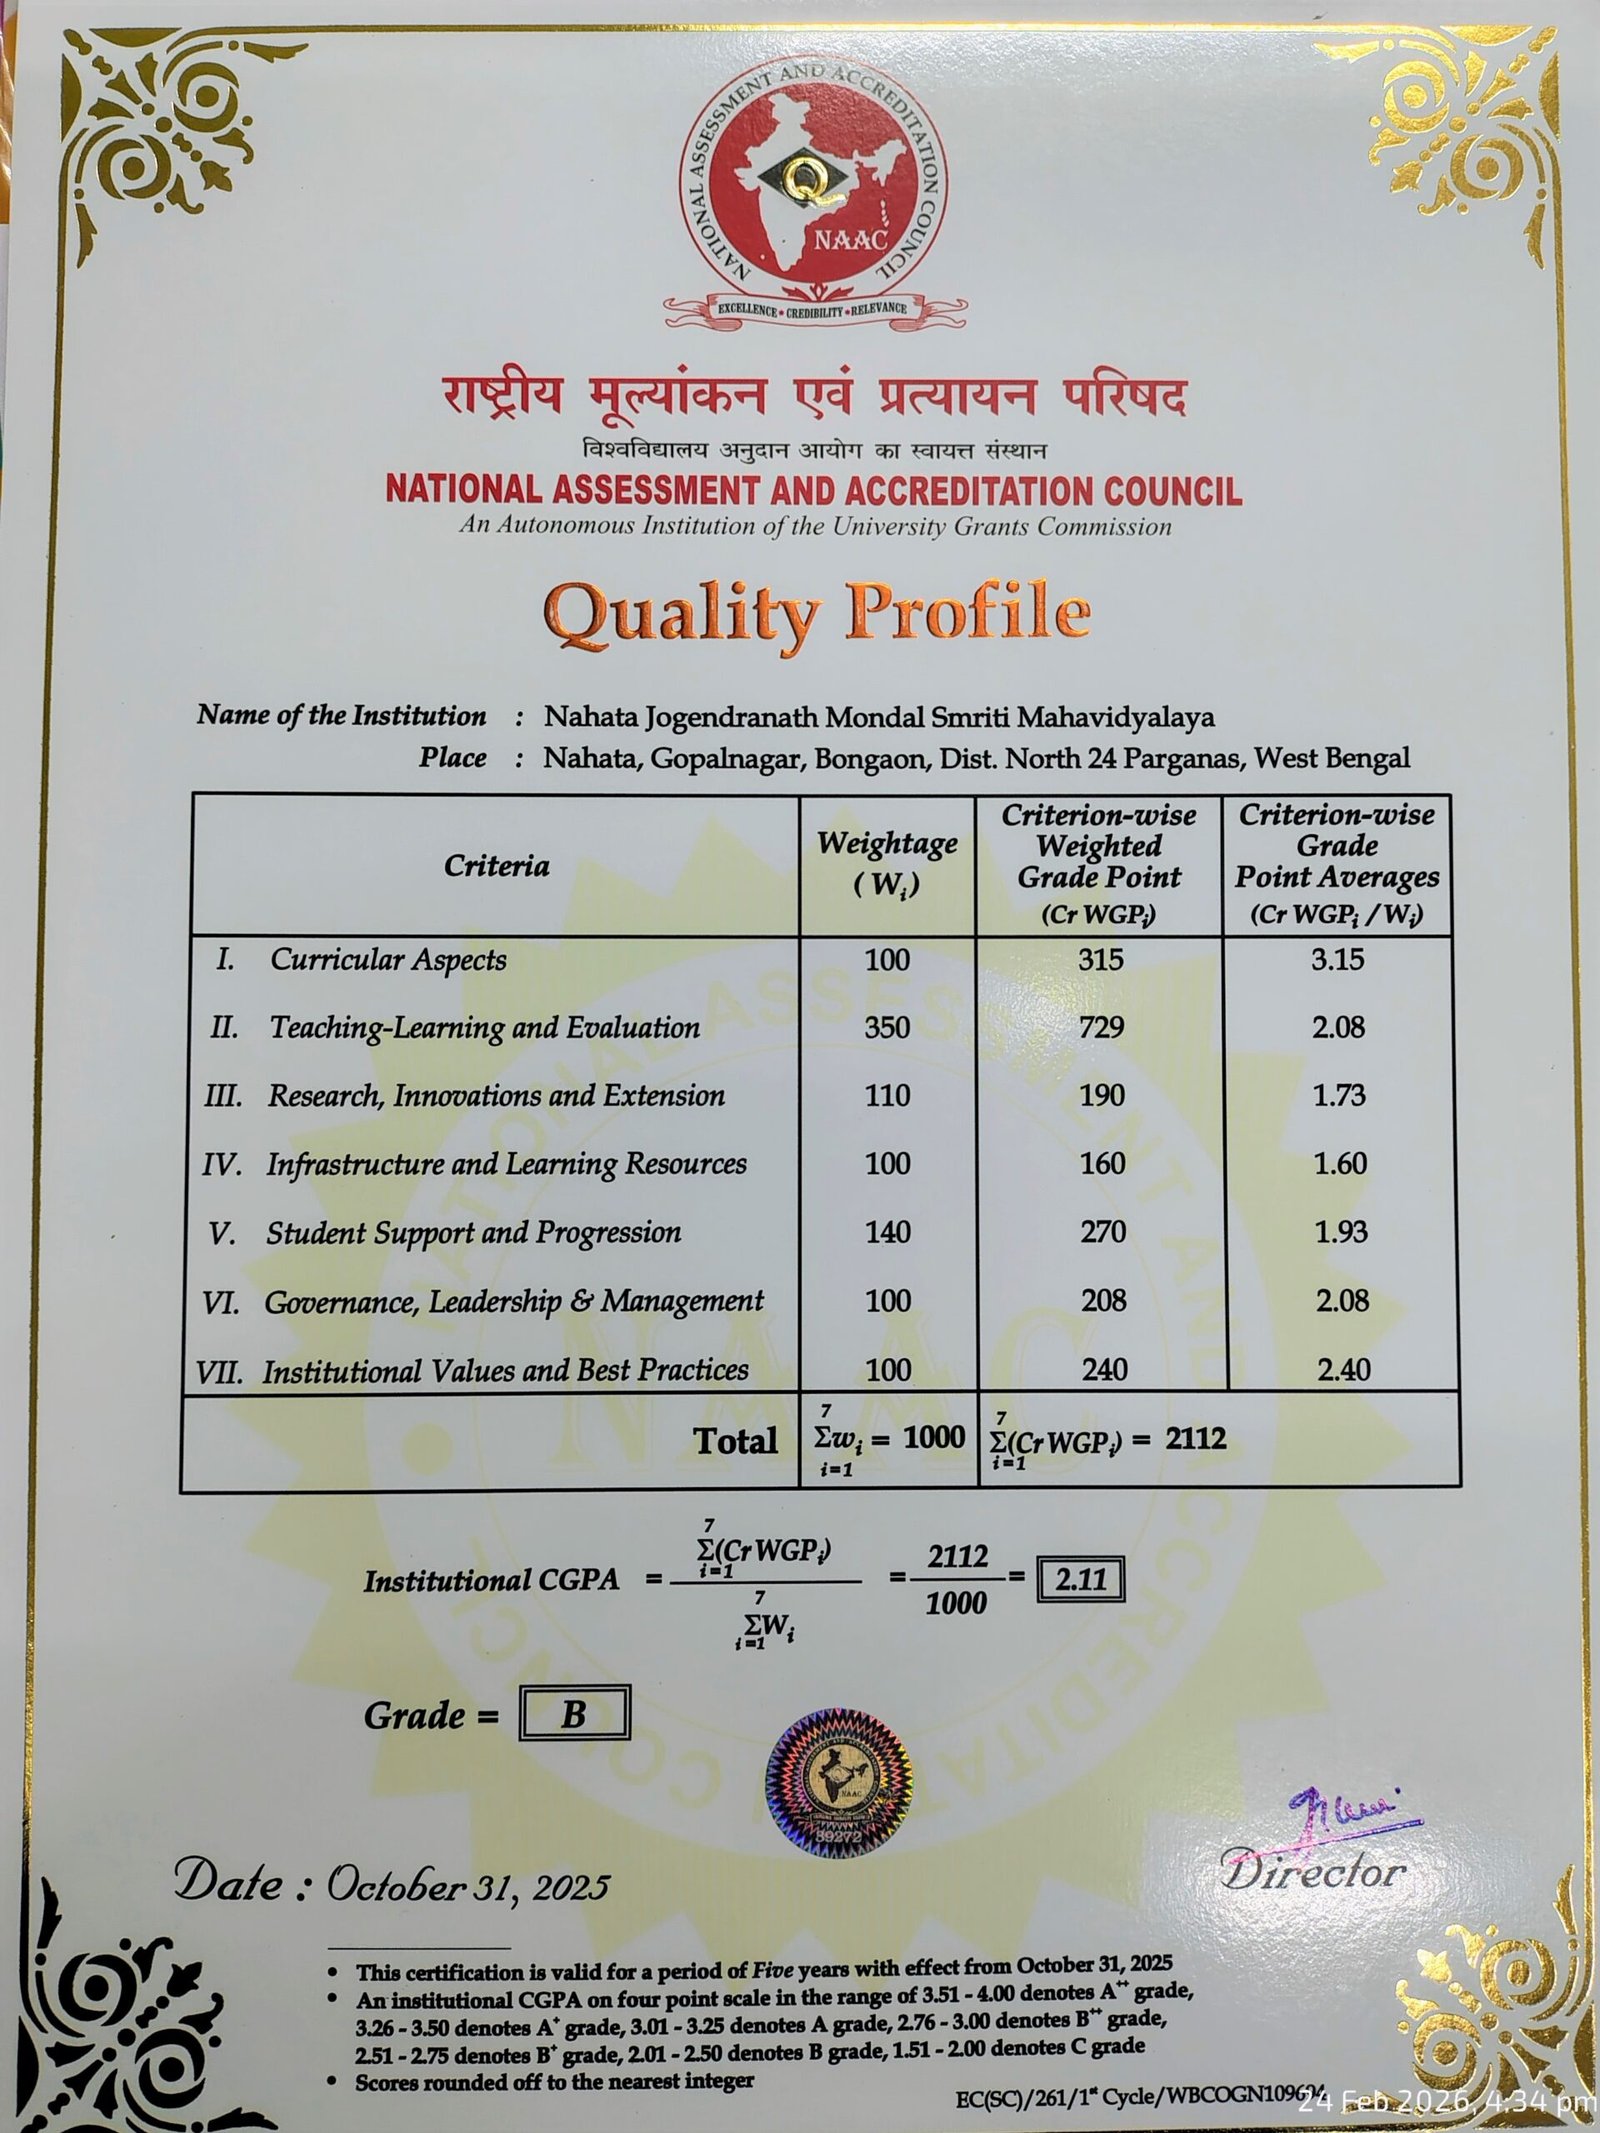 NATIONAL ASSESSMENT AND ACCREDITATION COUNCIL
Q
NAAC
EXCELLENCE * CREDIBILITY * RELEVANCE
राष्ट्रीय मूल्यांकन एवं प्रत्यायन परिषद
विश्वविद्यालय अनुदान आयोग का स्वायत्त संस्थान
NATIONAL ASSESSMENT AND ACCREDITATION COUNCIL
An Autonomous Institution of the University Grants Commission
Quality Profile
Name of the Institution : Nahata Jogendranath Mondal Smriti Mahavidyalaya
Place : Nahata, Gopalnagar, Bongaon, Dist. North 24 Parganas, West Bengal
Criteria Weightage (Wi) Criterion-wise Weighted Grade Point (Cr WGPi) Criterion-wise Grade Point Averages (Cr WGPi / Wi)
I. Curricular Aspects 100 315 3.15
II. Teaching-Learning and Evaluation 350 729 2.08
III. Research, Innovations and Extension 110 190 1.73
IV. Infrastructure and Learning Resources 100 160 1.60
V. Student Support and Progression 140 270 1.93
VI. Governance, Leadership & Management 100 208 2.08
VII. Institutional Values and Best Practices 100 240 2.40
Total 7 Σwi = 1000 i=1 7 Σ(Cr WGPi) = 2112 i=1
Institutional CGPA = 7 Σ(Cr WGPi) i=1 / 7 ΣWi i=1 = 2112 / 1000 = 2.11
Grade = B
NAAC
89272
Date : October 31, 2025
Director
• This certification is valid for a period of Five years with effect from October 31, 2025
• An institutional CGPA on four point scale in the range of 3.51 - 4.00 denotes A++ grade,
3.26 - 3.50 denotes A+ grade, 3.01 - 3.25 denotes A grade, 2.76 - 3.00 denotes B++ grade,
2.51 - 2.75 denotes B+ grade, 2.01 - 2.50 denotes B grade, 1.51 - 2.00 denotes C grade
• Scores rounded off to the nearest integer
EC(SC)/261/1st Cycle/WBCOGN109694
24 Feb 2026, 4:34 pm